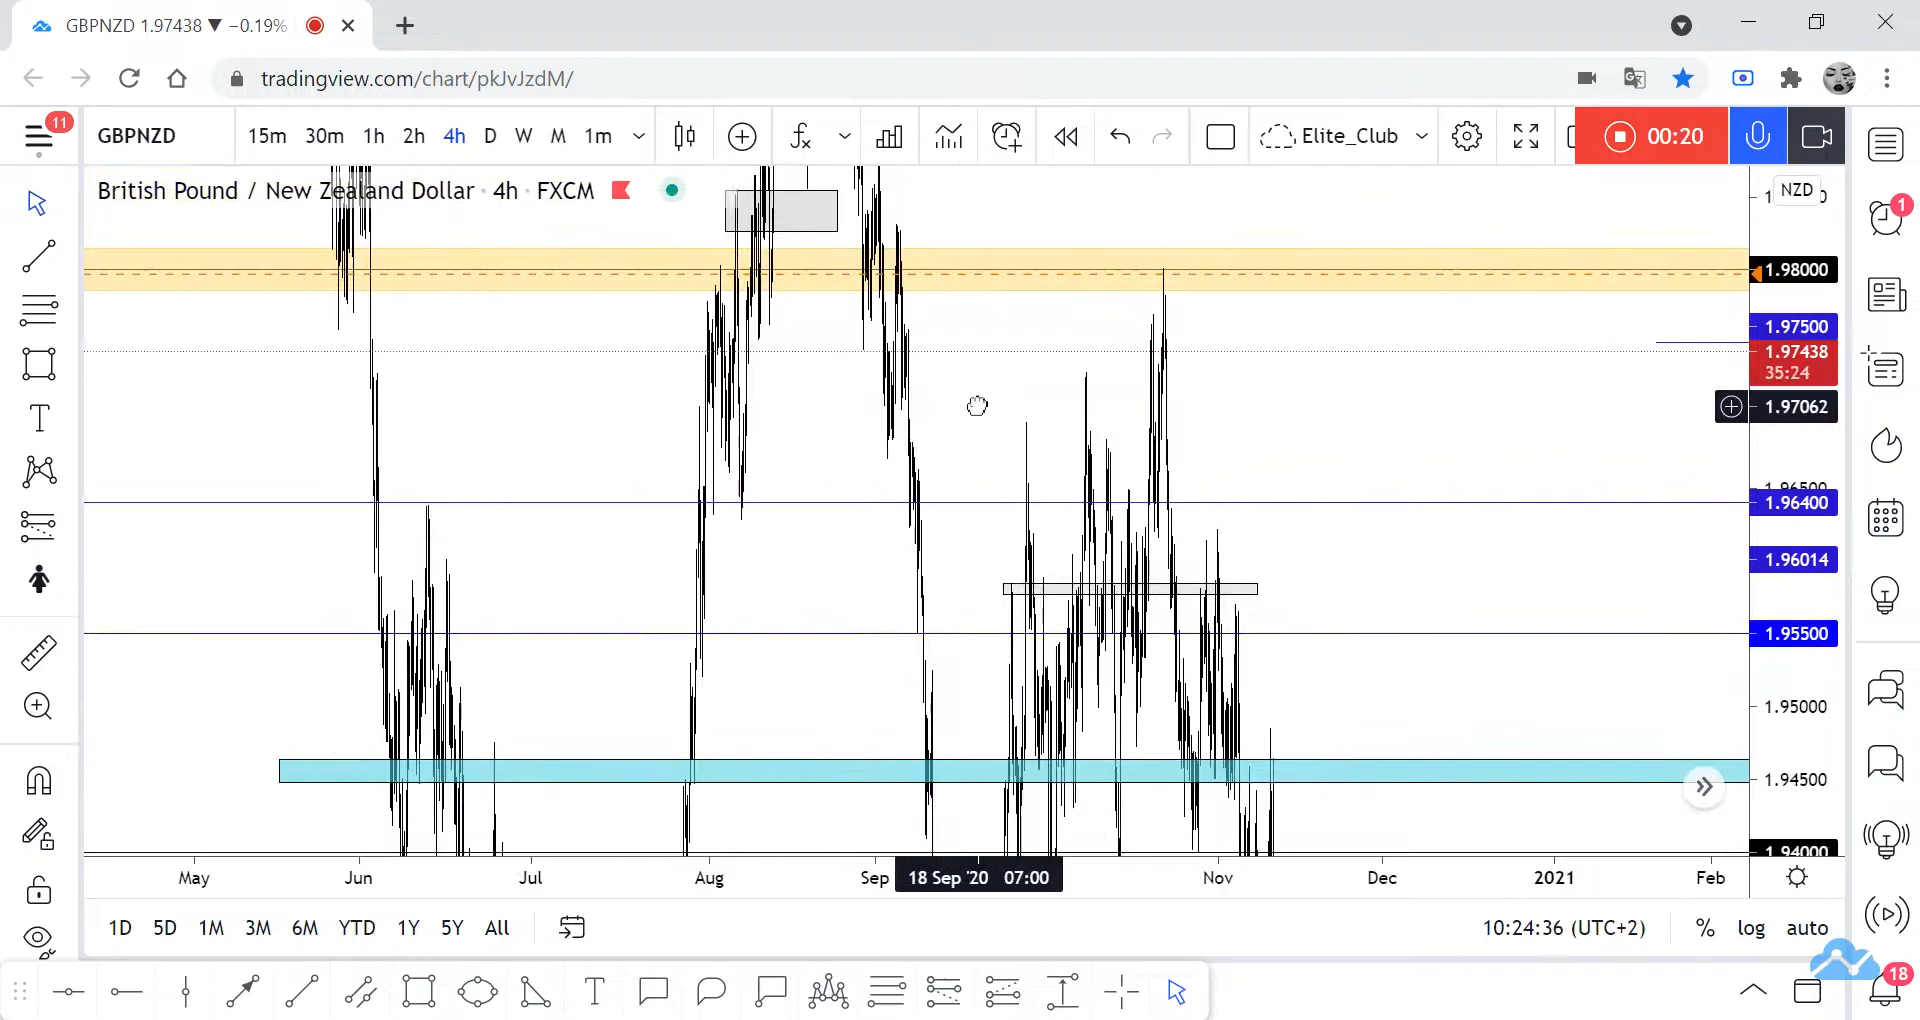 GBPNZD 1.97438 ▼ −0.19%
tradingview.com/chart/pkJvJzdM/
11
GBPNZD 15m 30m 1h 2h 4h D W M 1m Elite_Club 00:20
British Pound / New Zealand Dollar · 4h · FXCM
NZD
1
1.98000
1.97500
1.97438
35:24
1.97062
1.96500
1.96400
1.96014
1.95500
1.95000
1.94500
1.94000
May Jun Jul Aug Sep 18 Sep '20 07:00 Nov Dec 2021 Feb
1D 5D 1M 3M 6M YTD 1Y 5Y All 10:24:36 (UTC+2) % log auto
T
18